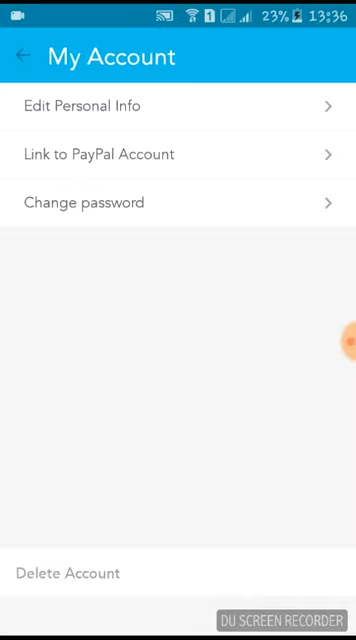 23% 13:36
My Account
Edit Personal Info
Link to PayPal Account
Change password
Delete Account
DU SCREEN RECORDER